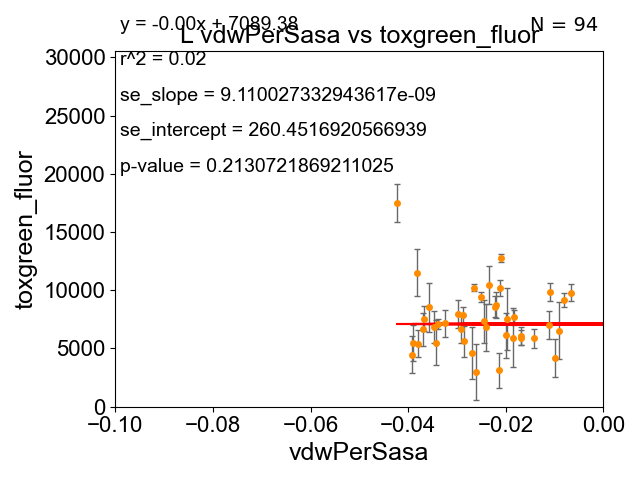 y = -0.00x + 7089.38
N = 94
L vdwPerSasa vs toxgreen_fluor
r^2 = 0.02
se_slope = 9.110027332943617e-09
se_intercept = 260.4516920566939
p-value = 0.2130721869211025
30000
25000
20000
15000
10000
5000
0
toxgreen_fluor
−0.10
−0.08
−0.06
−0.04
−0.02
0.00
vdwPerSasa